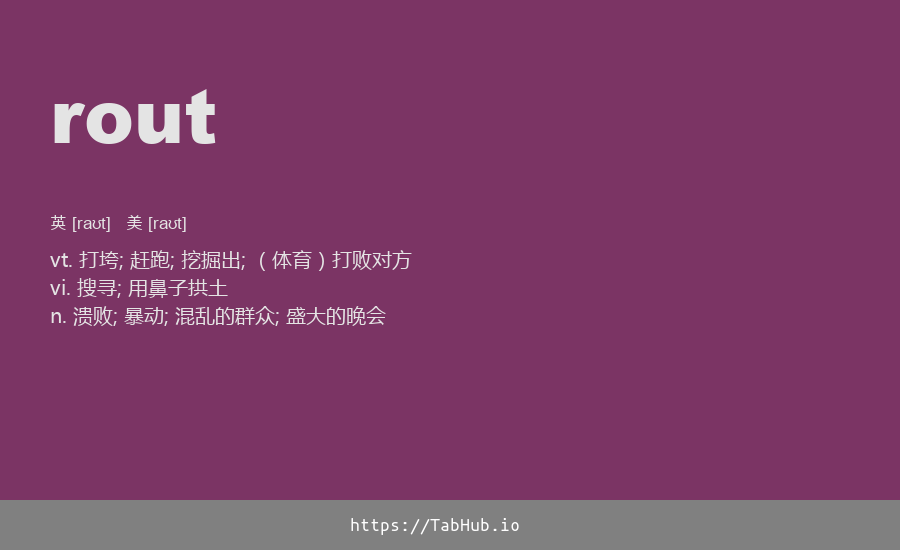 rout
英 [raʊt] 美 [raʊt]
vt. 打垮; 赶跑; 挖掘出; （体育）打败对方
vi. 搜寻; 用鼻子拱土
n. 溃败; 暴动; 混乱的群众; 盛大的晚会
https://TabHub.io